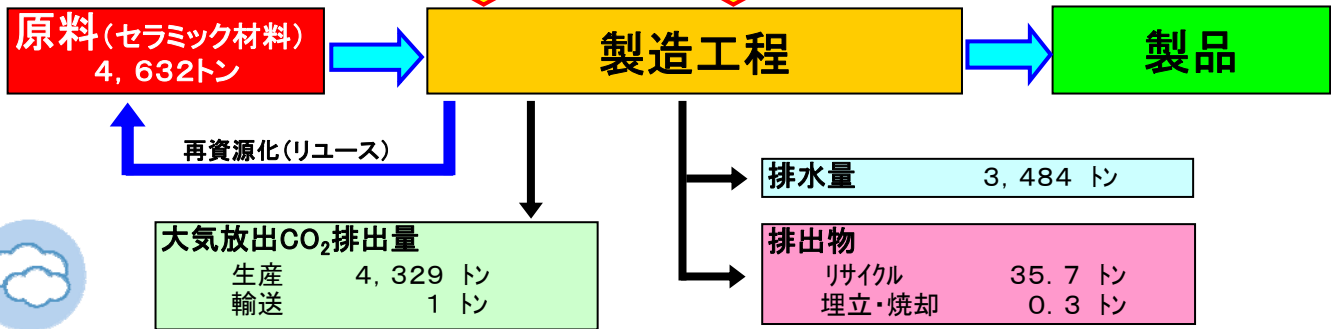 原料(セラミック材料)
4，632トン
製造工程
製品
再資源化(リユース)
排水量 3，484 トン
大気放出CO₂排出量
生産 4，329 トン
輸送 1 トン
排出物
リサイクル 35．7 トン
埋立・焼却 0．3 トン